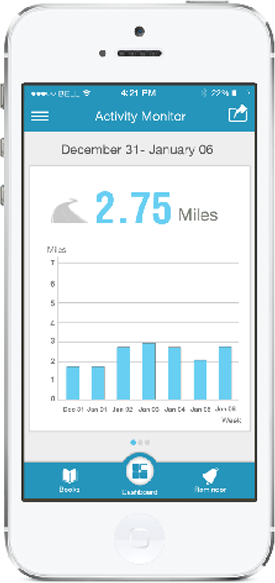 BELL 4:21 PM 22%
Activity Monitor
December 31- January 06
2.75 Miles
Miles
7
6
5
4
3
2
1
0
Dec 31 Jan 01 Jan 02 Jan 03 Jan 04 Jan 05 Jan 06
Week
Books Dashboard Reminder